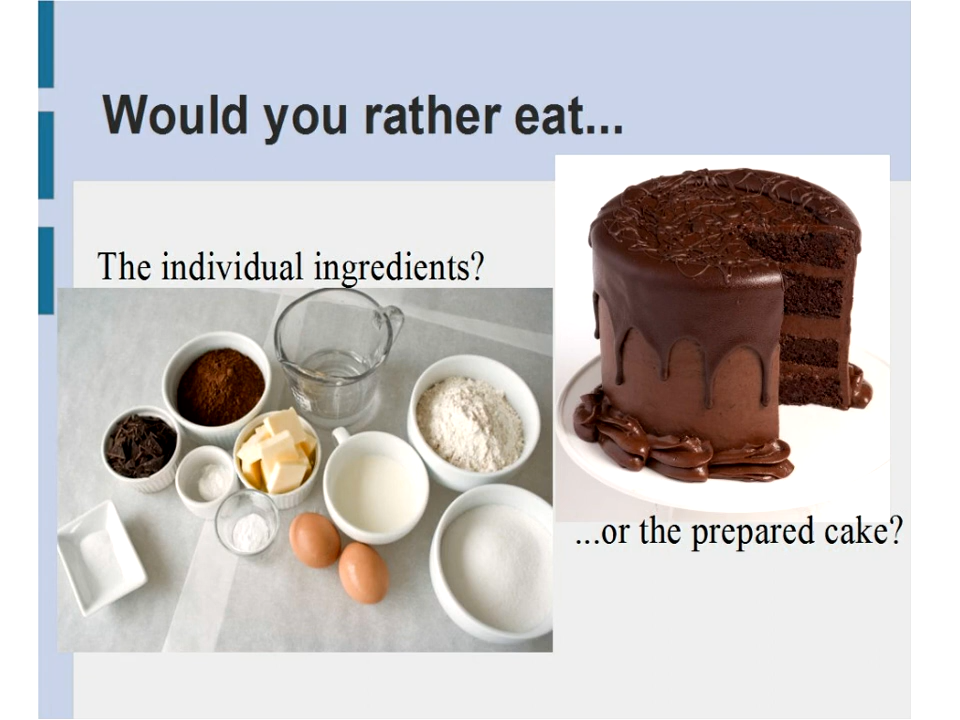 Would you rather eat...
The individual ingredients?
...or the prepared cake?